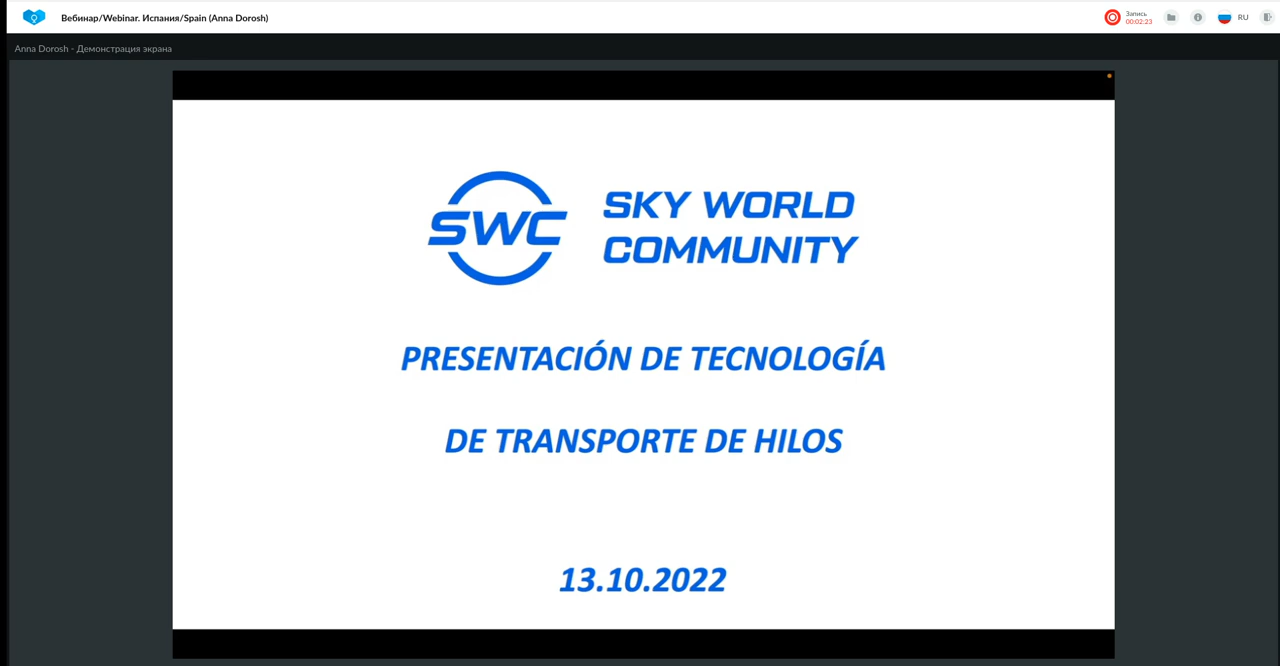 Вебинар/Webinar. Испания/Spain (Anna Dorosh)
Запись
00:02:23
RU
Anna Dorosh - Демонстрация экрана
SWC
SKY WORLD
COMMUNITY
PRESENTACIÓN DE TECNOLOGÍA
DE TRANSPORTE DE HILOS
13.10.2022